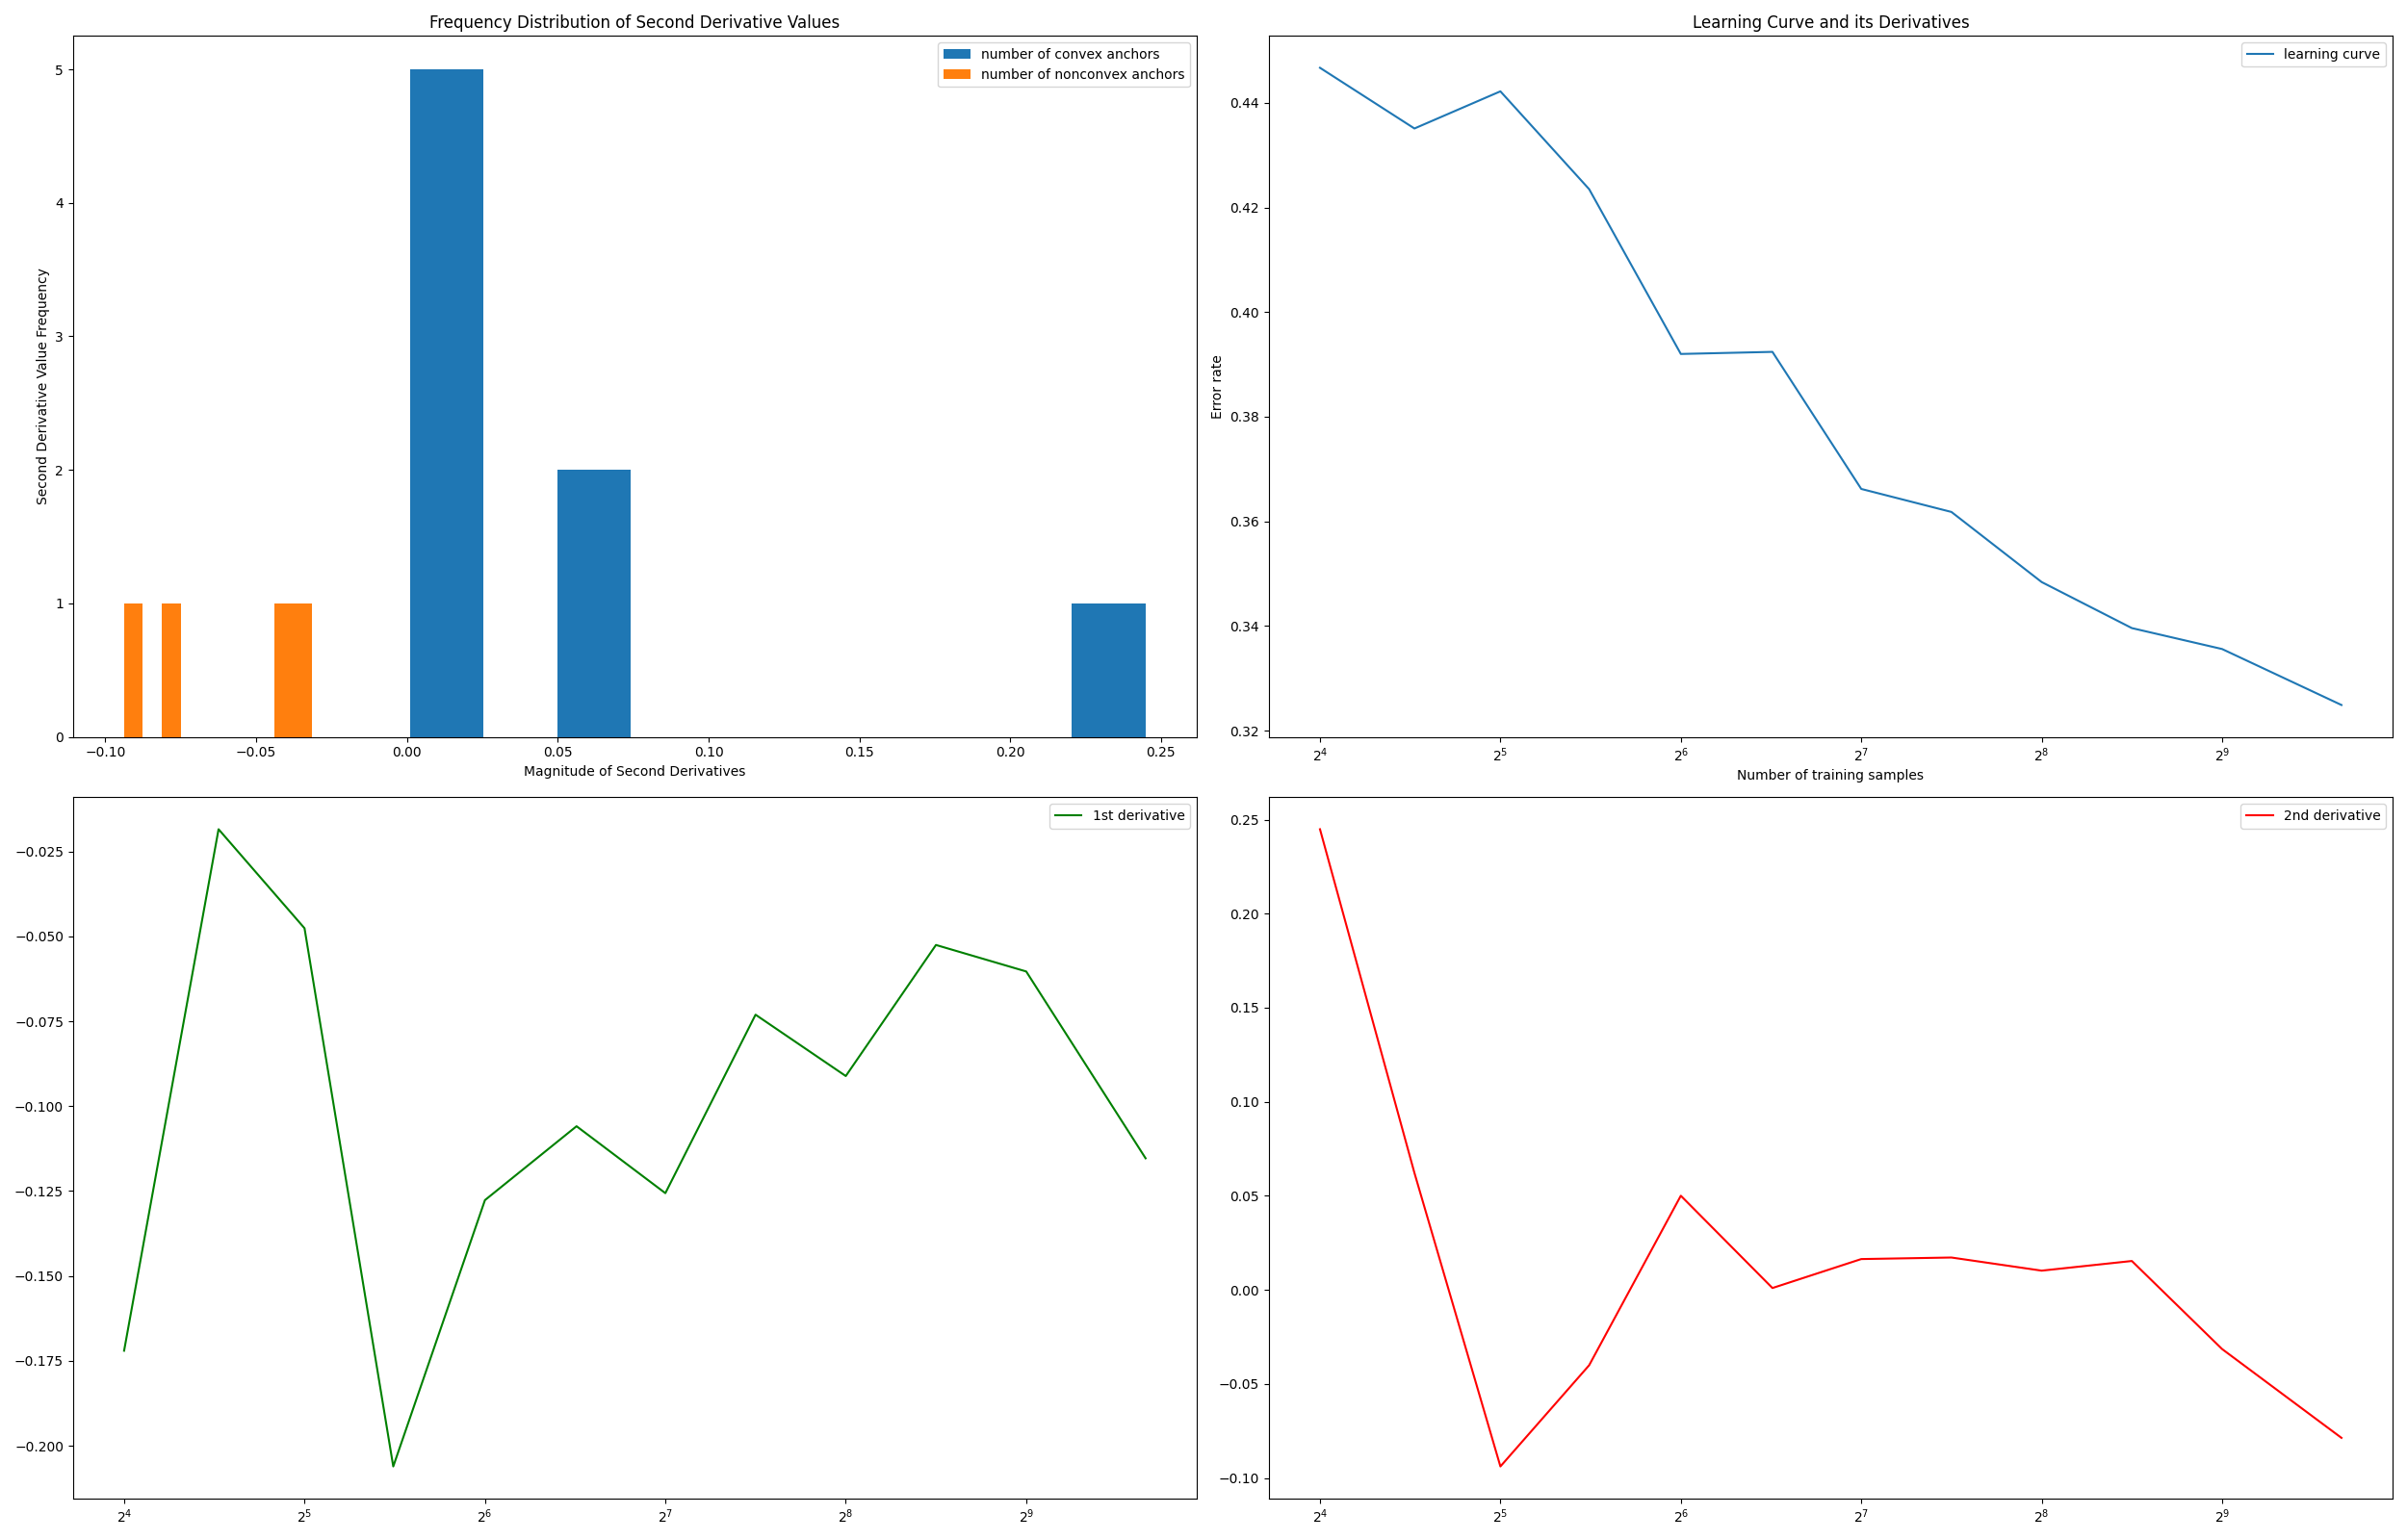 Frequency Distribution of Second Derivative Values
number of convex anchors
number of nonconvex anchors
5
4
3
2
1
0
Second Derivative Value Frequency
−0.10 −0.05 0.00 0.05 0.10 0.15 0.20 0.25
Magnitude of Second Derivatives
Learning Curve and its Derivatives
learning curve
0.44
0.42
0.40
0.38
0.36
0.34
0.32
Error rate
2⁴ 2⁵ 2⁶ 2⁷ 2⁸ 2⁹
Number of training samples
1st derivative
−0.025
−0.050
−0.075
−0.100
−0.125
−0.150
−0.175
−0.200
2⁴ 2⁵ 2⁶ 2⁷ 2⁸ 2⁹
2nd derivative
0.25
0.20
0.15
0.10
0.05
0.00
−0.05
−0.10
2⁴ 2⁵ 2⁶ 2⁷ 2⁸ 2⁹